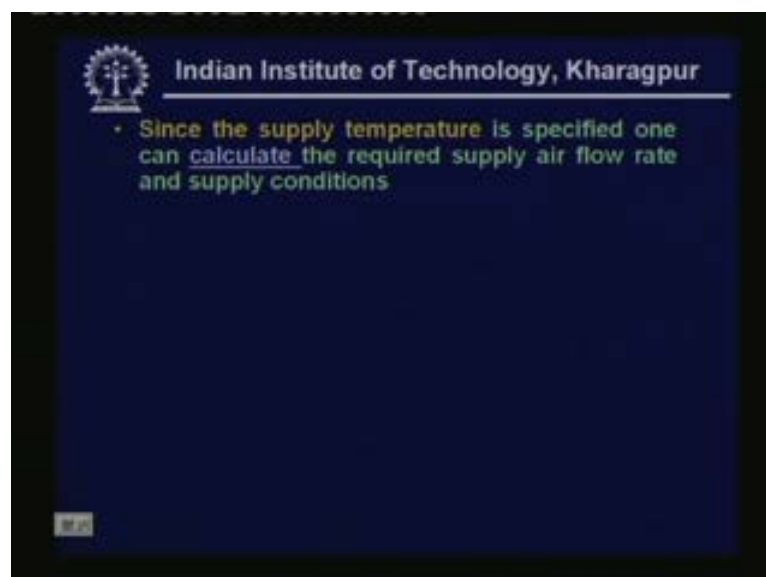 Indian Institute of Technology, Kharagpur
• Since the supply temperature is specified one
can calculate the required supply air flow rate
and supply conditions